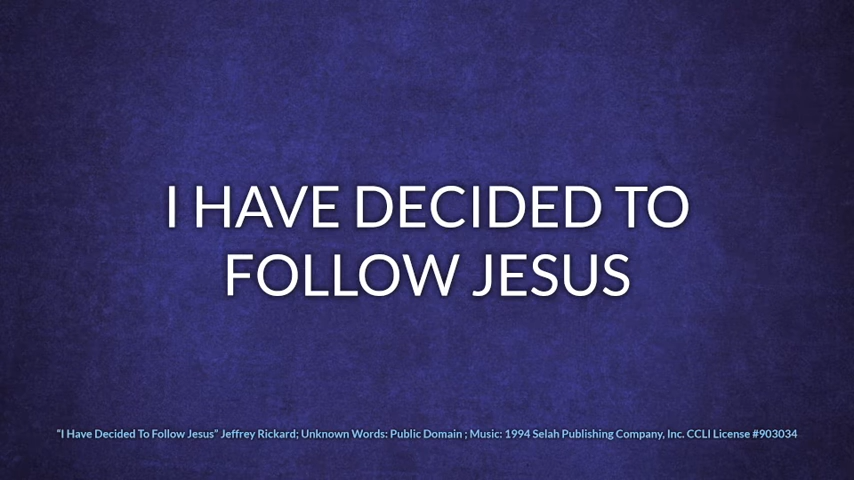 I HAVE DECIDED TO
FOLLOW JESUS
"I Have Decided To Follow Jesus" Jeffrey Rickard; Unknown Words: Public Domain ; Music: 1994 Selah Publishing Company, Inc. CCLI License #903034